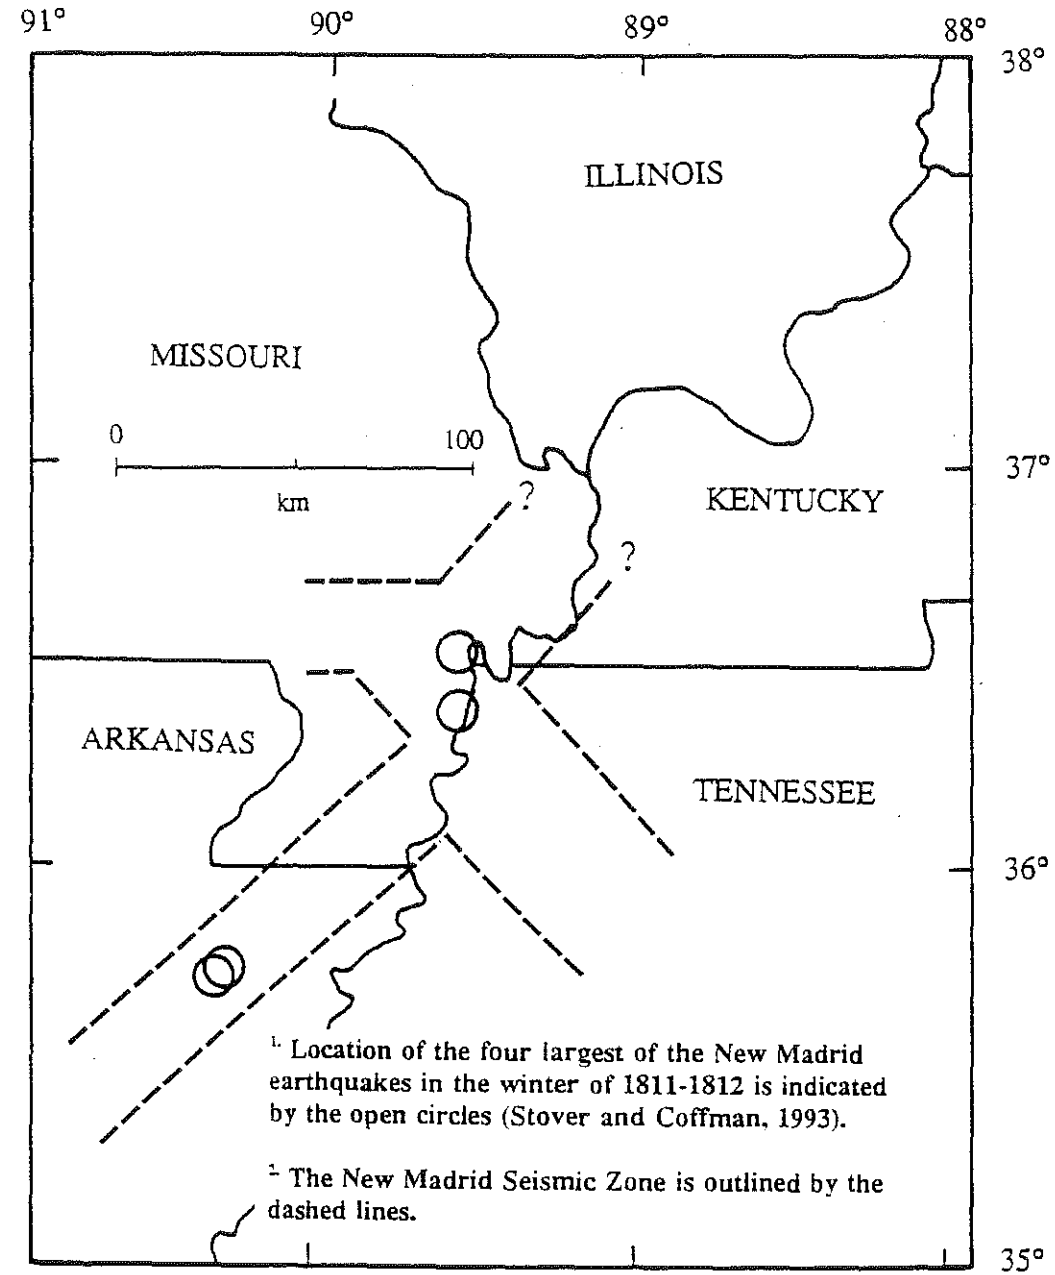 91° 90° 89° 88°
38°
ILLINOIS
MISSOURI
0 100
km
37°
KENTUCKY
?
?
ARKANSAS
TENNESSEE
36°
1. Location of the four largest of the New Madrid
earthquakes in the winter of 1811-1812 is indicated
by the open circles (Stover and Coffman, 1993).
2. The New Madrid Seismic Zone is outlined by the
dashed lines.
35°